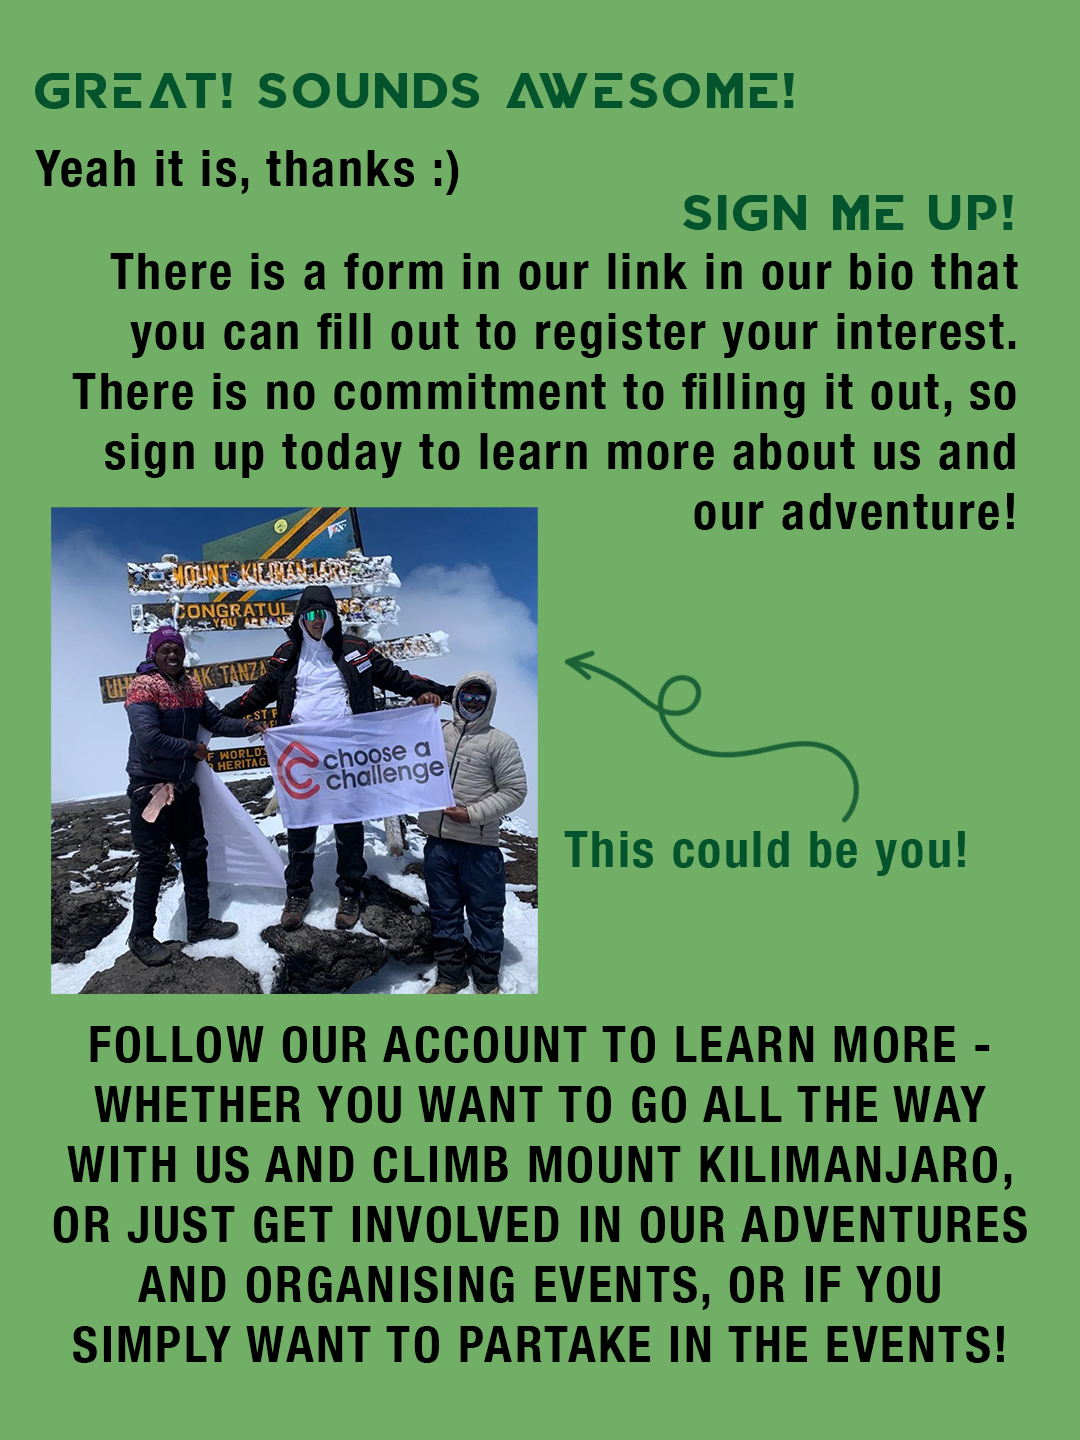 GREAT! SOUNDS AWESOME!
Yeah it is, thanks :)
SIGN ME UP!
There is a form in our link in our bio that
you can fill out to register your interest.
There is no commitment to filling it out, so
sign up today to learn more about us and
our adventure!
MOUNT KILIMANJARO
CONGRATUL
YOU
AK TANZA
F WORLD'S
HERITAG
choose a
challenge
This could be you!
FOLLOW OUR ACCOUNT TO LEARN MORE -
WHETHER YOU WANT TO GO ALL THE WAY
WITH US AND CLIMB MOUNT KILIMANJARO,
OR JUST GET INVOLVED IN OUR ADVENTURES
AND ORGANISING EVENTS, OR IF YOU
SIMPLY WANT TO PARTAKE IN THE EVENTS!